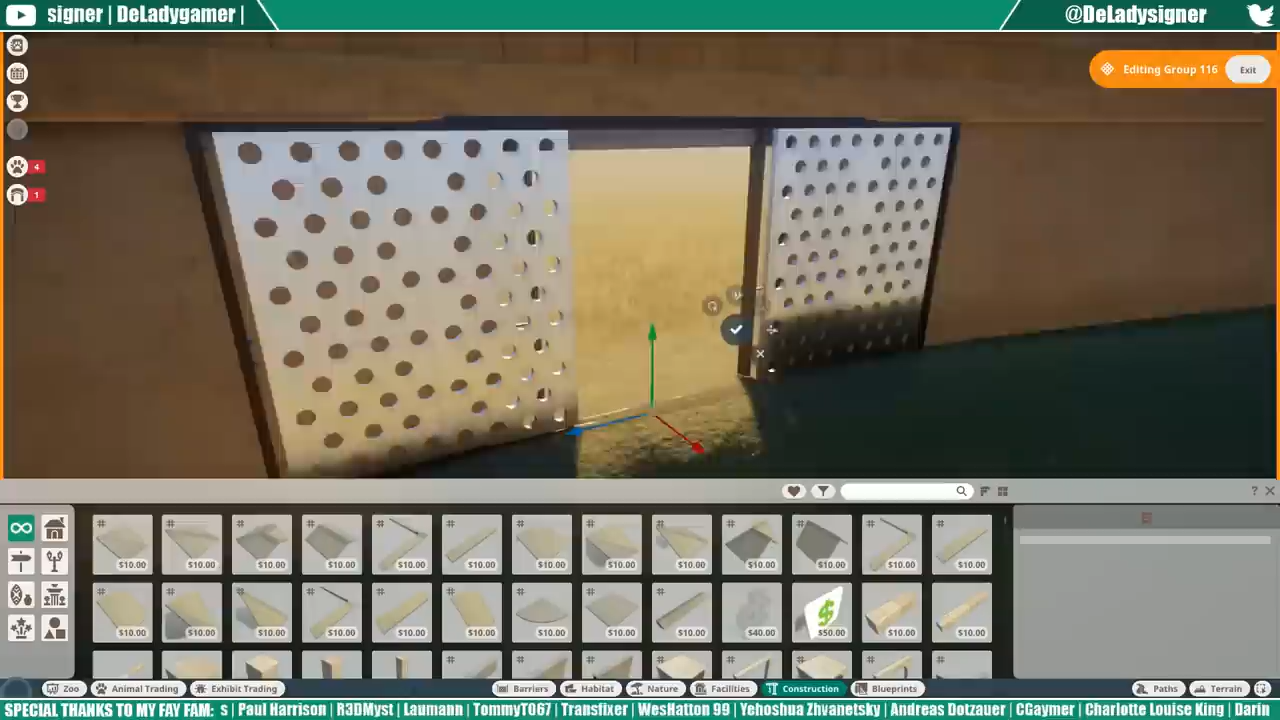 signer | DeLadygamer |
@DeLadysigner
Editing Group 116
Exit
4
1
?
# $10.00 # $10.00 # $10.00 # $10.00 # $10.00 # $10.00 # $10.00 # $10.00 # $10.00 # $10.00 # $10.00 # $10.00 # $10.00
# $10.00 # $10.00 # $10.00 # $10.00 # $10.00 # $10.00 # $10.00 # $10.00 # $10.00 $40.00 $ $50.00 # $10.00 # $10.00
Zoo Animal Trading Exhibit Trading Barriers Habitat Nature Facilities Construction Blueprints Paths Terrain
SPECIAL THANKS TO MY FAY FAM: s | Paul Harrison | R3DMyst | Laumann | TommyT067 | Transfixer | WesHatton 99 | Yehoshua Zhvanetsky | Andreas Dotzauer | CGaymer | Charlotte Louise King | Darin